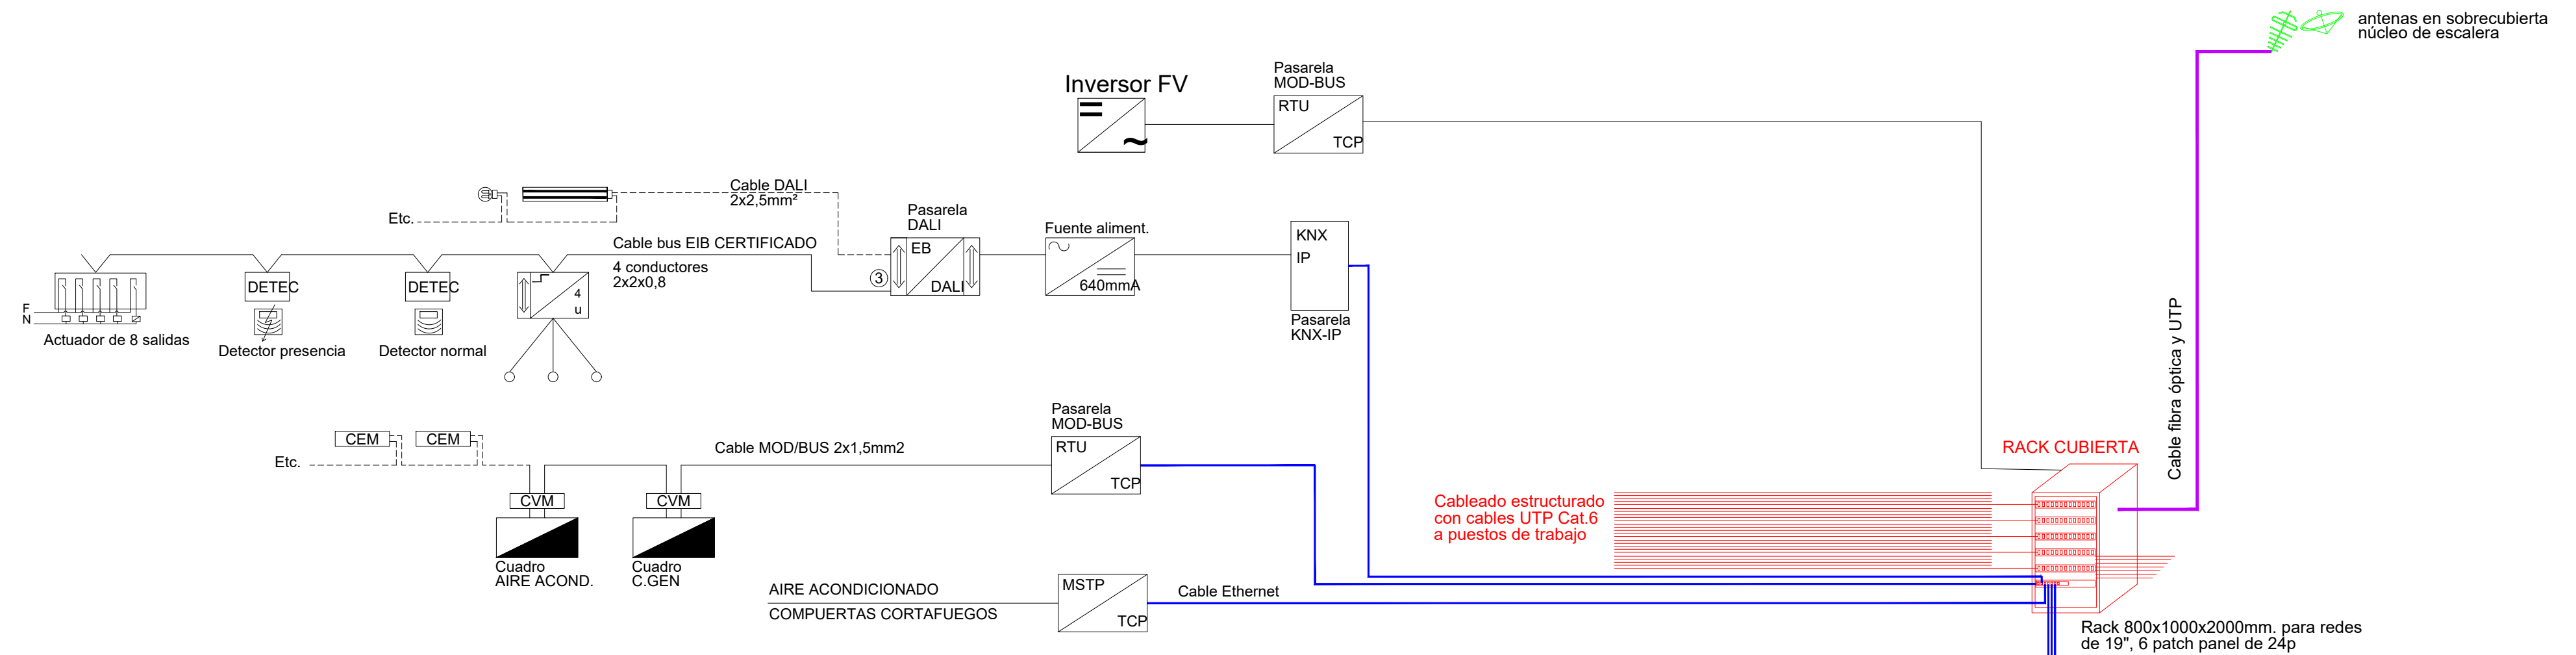 antenas en sobrecubierta
núcleo de escalera
Inversor FV
Pasarela
MOD-BUS
RTU
TCP
Cable DALI
2x2,5mm²
Etc.
Pasarela
DALI
EB
DALI
3
Fuente aliment.
640mmA
KNX
IP
Pasarela
KNX-IP
Cable bus EIB CERTIFICADO
4 conductores
2x2x0,8
DETEC
DETEC
4
u
F
N
Actuador de 8 salidas
Detector presencia
Detector normal
Cable fibra óptica y UTP
Pasarela
MOD-BUS
RTU
TCP
CEM
CEM
Etc.
Cable MOD/BUS 2x1,5mm2
CVM
CVM
Cuadro
AIRE ACOND.
Cuadro
C.GEN
RACK CUBIERTA
Cableado estructurado
con cables UTP Cat.6
a puestos de trabajo
AIRE ACONDICIONADO
COMPUERTAS CORTAFUEGOS
MSTP
TCP
Cable Ethernet
Rack 800x1000x2000mm. para redes
de 19", 6 patch panel de 24p